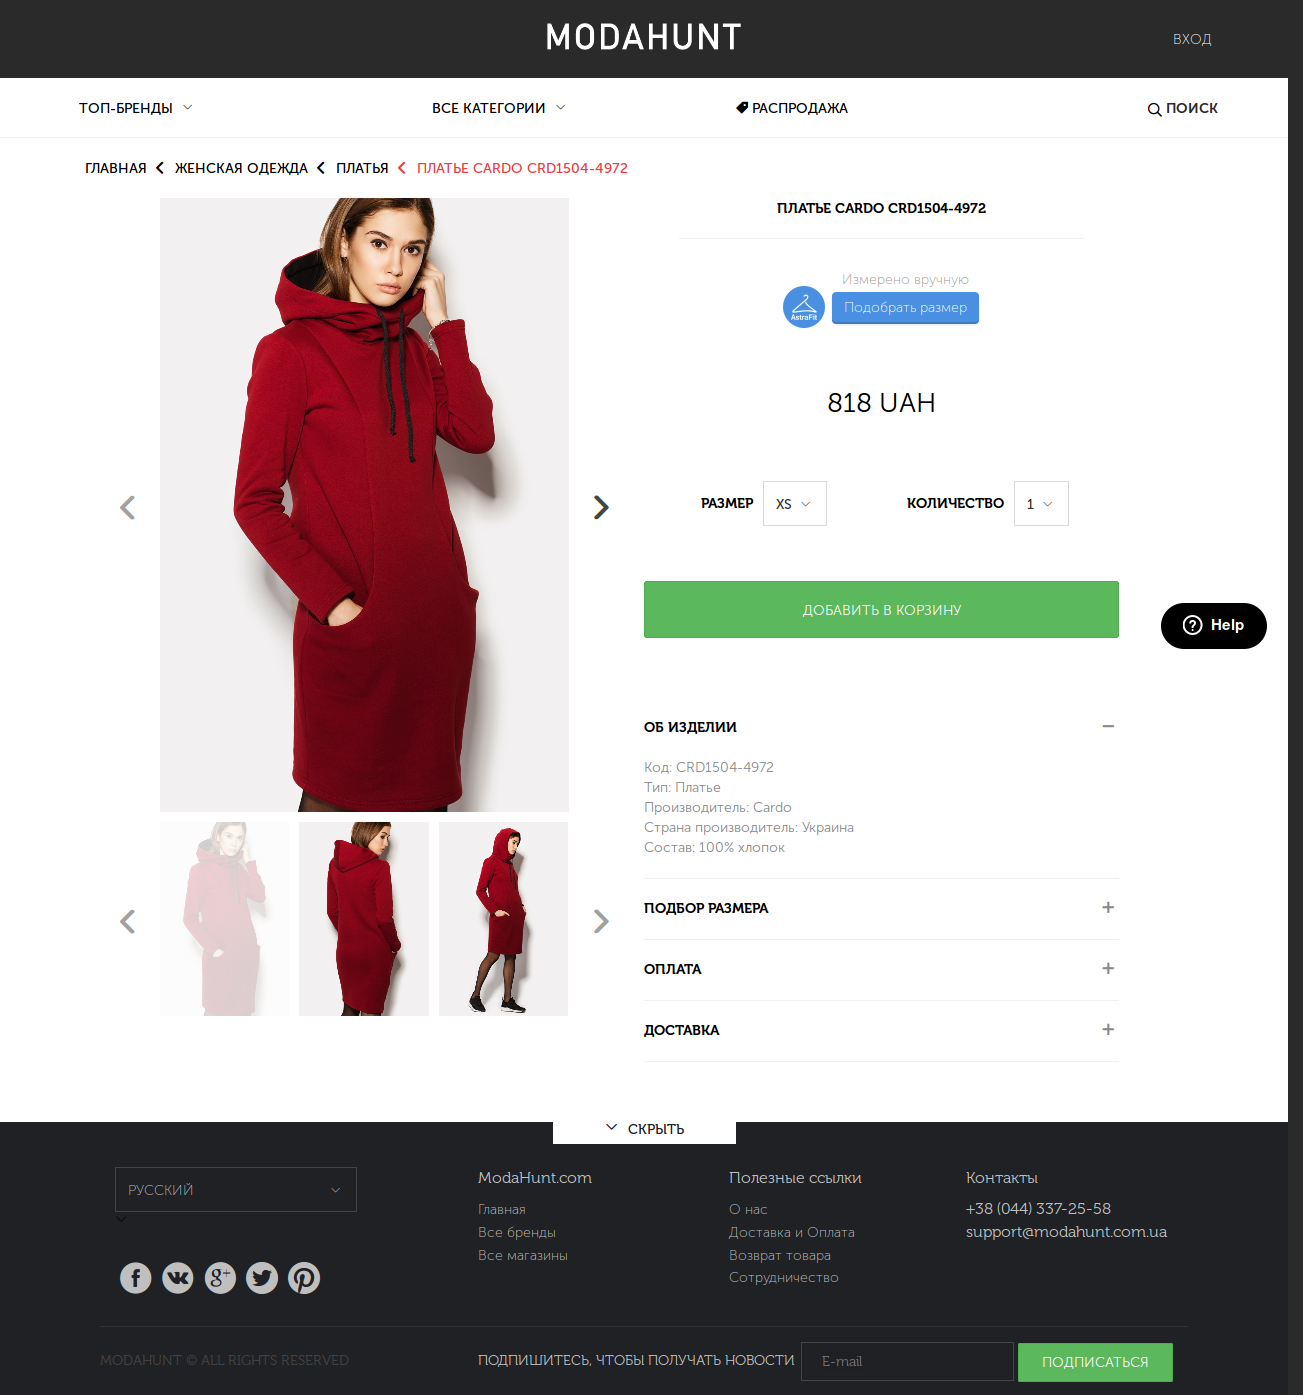 MODAHUNT
ВХОД
ТОП-БРЕНДЫ
ВСЕ КАТЕГОРИИ
РАСПРОДАЖА
ПОИСК
ГЛАВНАЯ ЖЕНСКАЯ ОДЕЖДА ПЛАТЬЯ ПЛАТЬЕ CARDO CRD1504-4972
ПЛАТЬЕ CARDO CRD1504-4972
Измерено вручную
AstraFit
Подобрать размер
818 UAH
РАЗМЕР XS
КОЛИЧЕСТВО 1
ДОБАВИТЬ В КОРЗИНУ
Help
ОБ ИЗДЕЛИИ
Код: CRD1504-4972
Тип: Платье
Производитель: Cardo
Страна производитель: Украина
Состав: 100% хлопок
ПОДБОР РАЗМЕРА
ОПЛАТА
ДОСТАВКА
СКРЫТЬ
РУССКИЙ
ModaHunt.com
Главная
Все бренды
Все магазины
Полезные ссылки
О нас
Доставка и Оплата
Возврат товара
Сотрудничество
Контакты
+38 (044) 337-25-58
support@modahunt.com.ua
MODAHUNT © ALL RIGHTS RESERVED
ПОДПИШИТЕСЬ, ЧТОБЫ ПОЛУЧАТЬ НОВОСТИ
E-mail
ПОДПИСАТЬСЯ